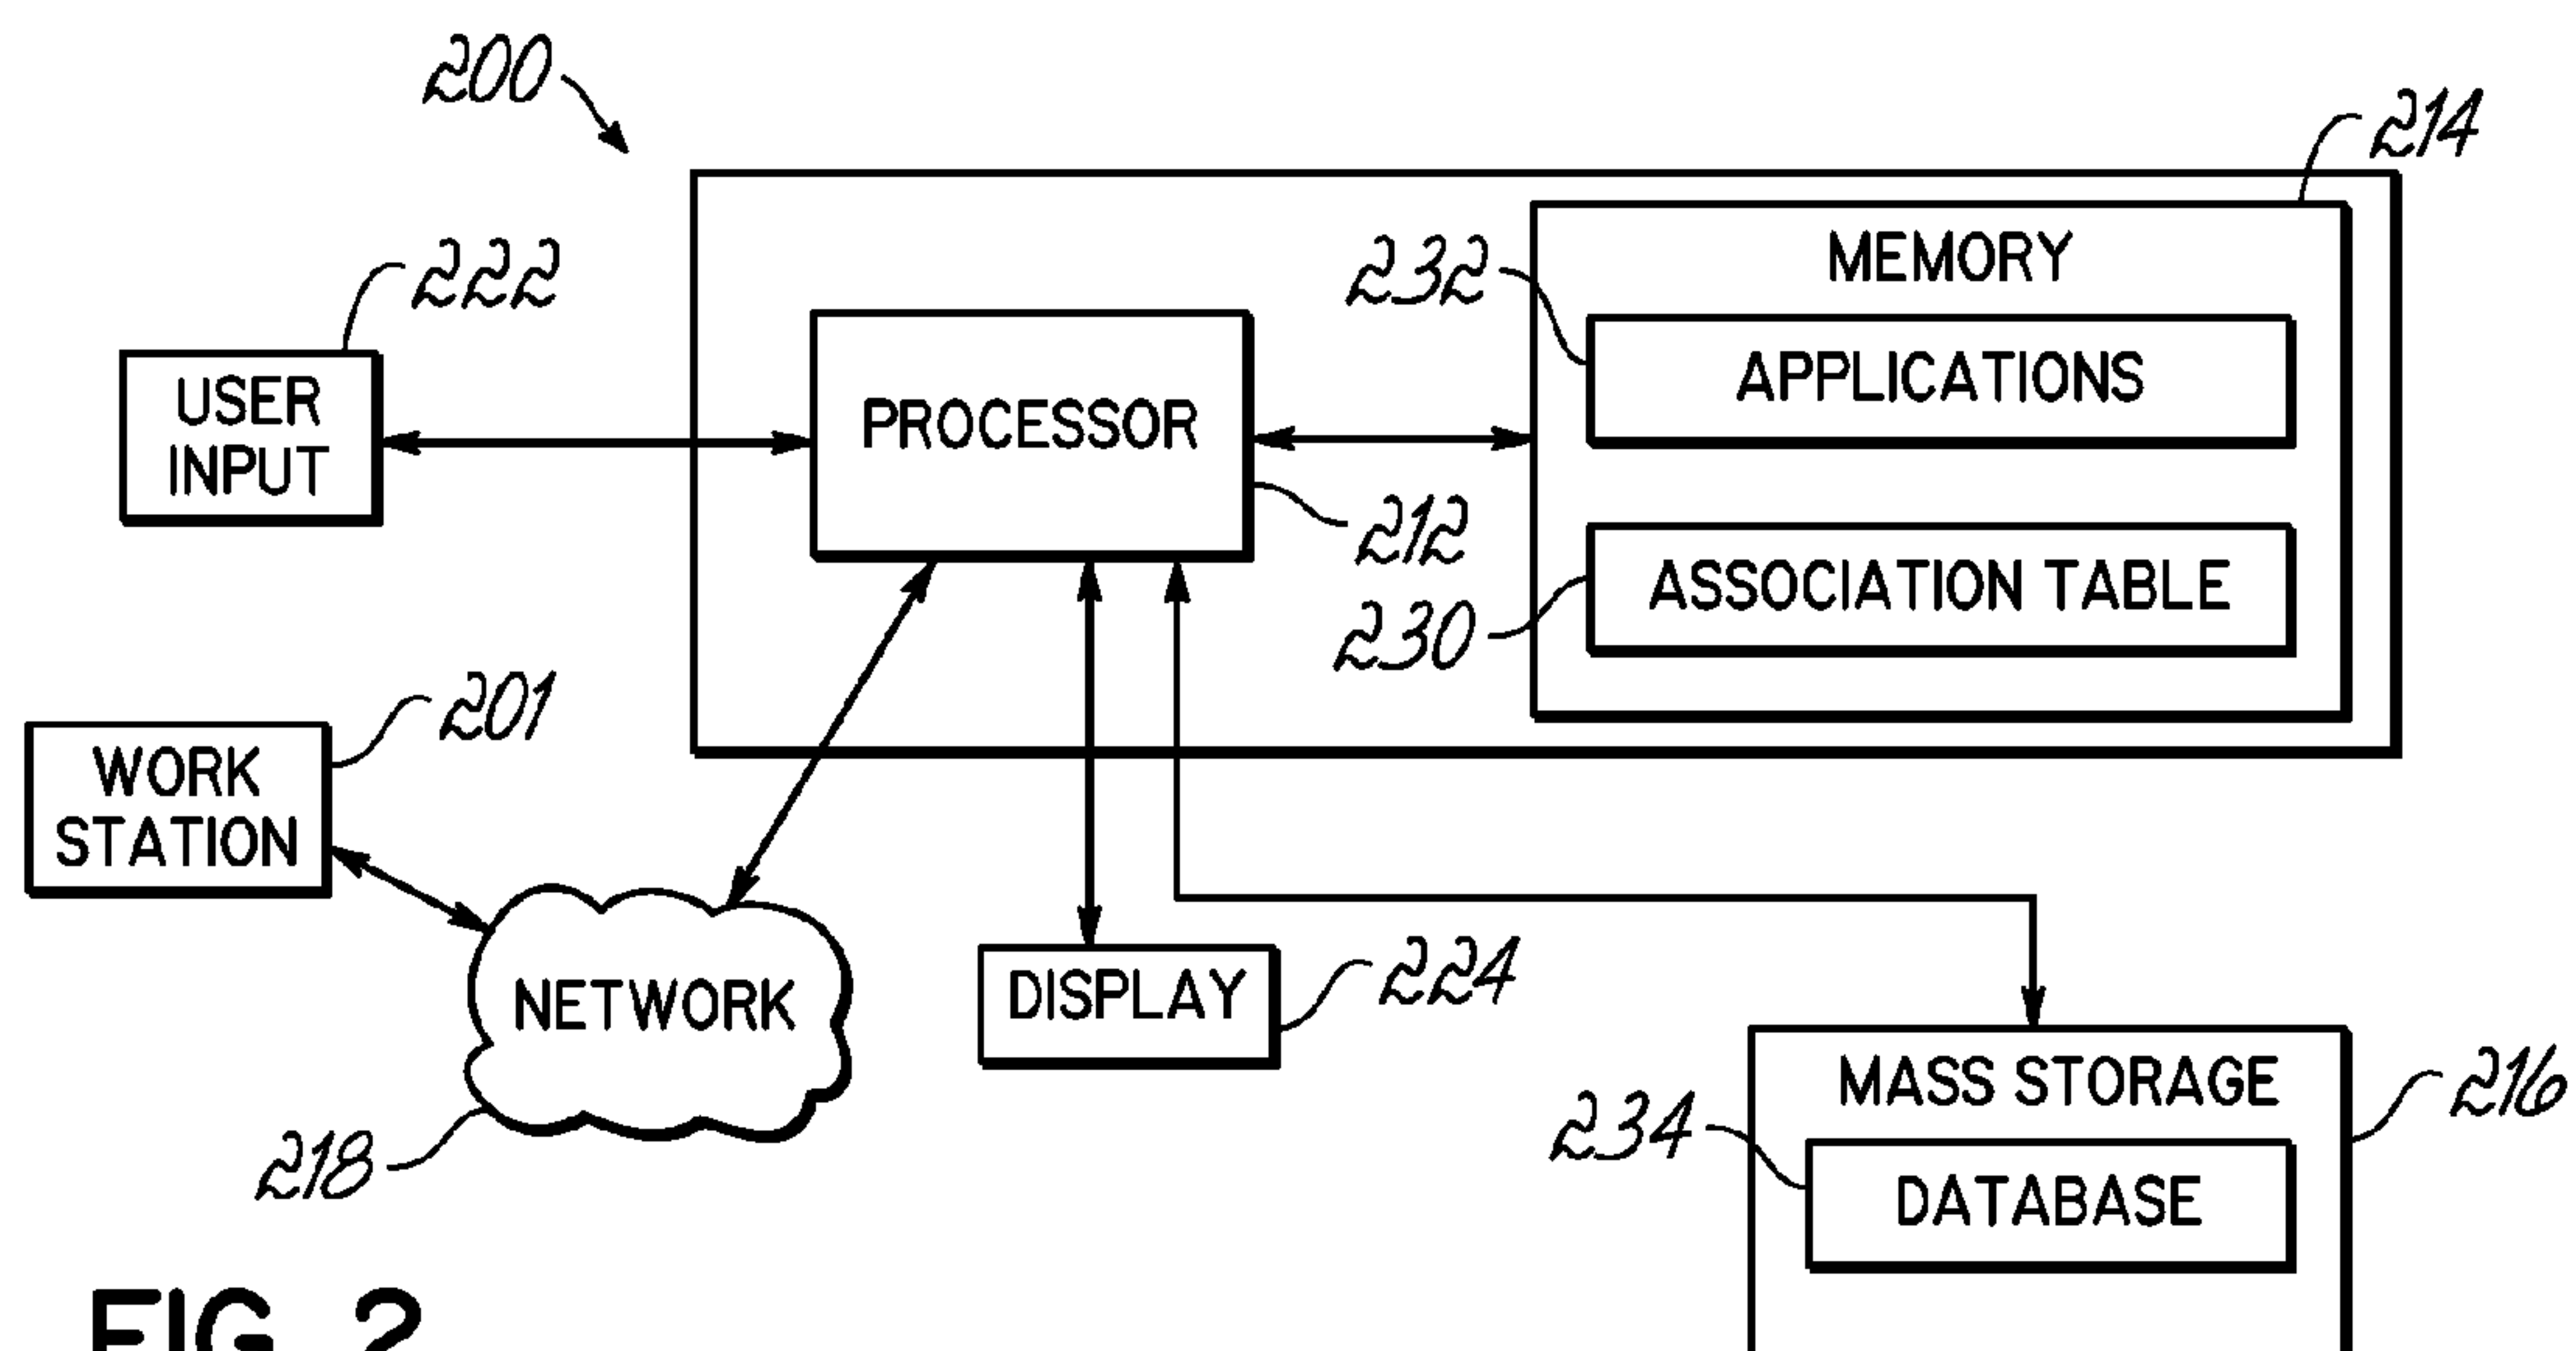 200
214
MEMORY
232
222
APPLICATIONS
USER
INPUT
PROCESSOR
212
ASSOCIATION TABLE
230
201
WORK
STATION
NETWORK
DISPLAY
224
MASS STORAGE
216
234
218
DATABASE
FIG. 2